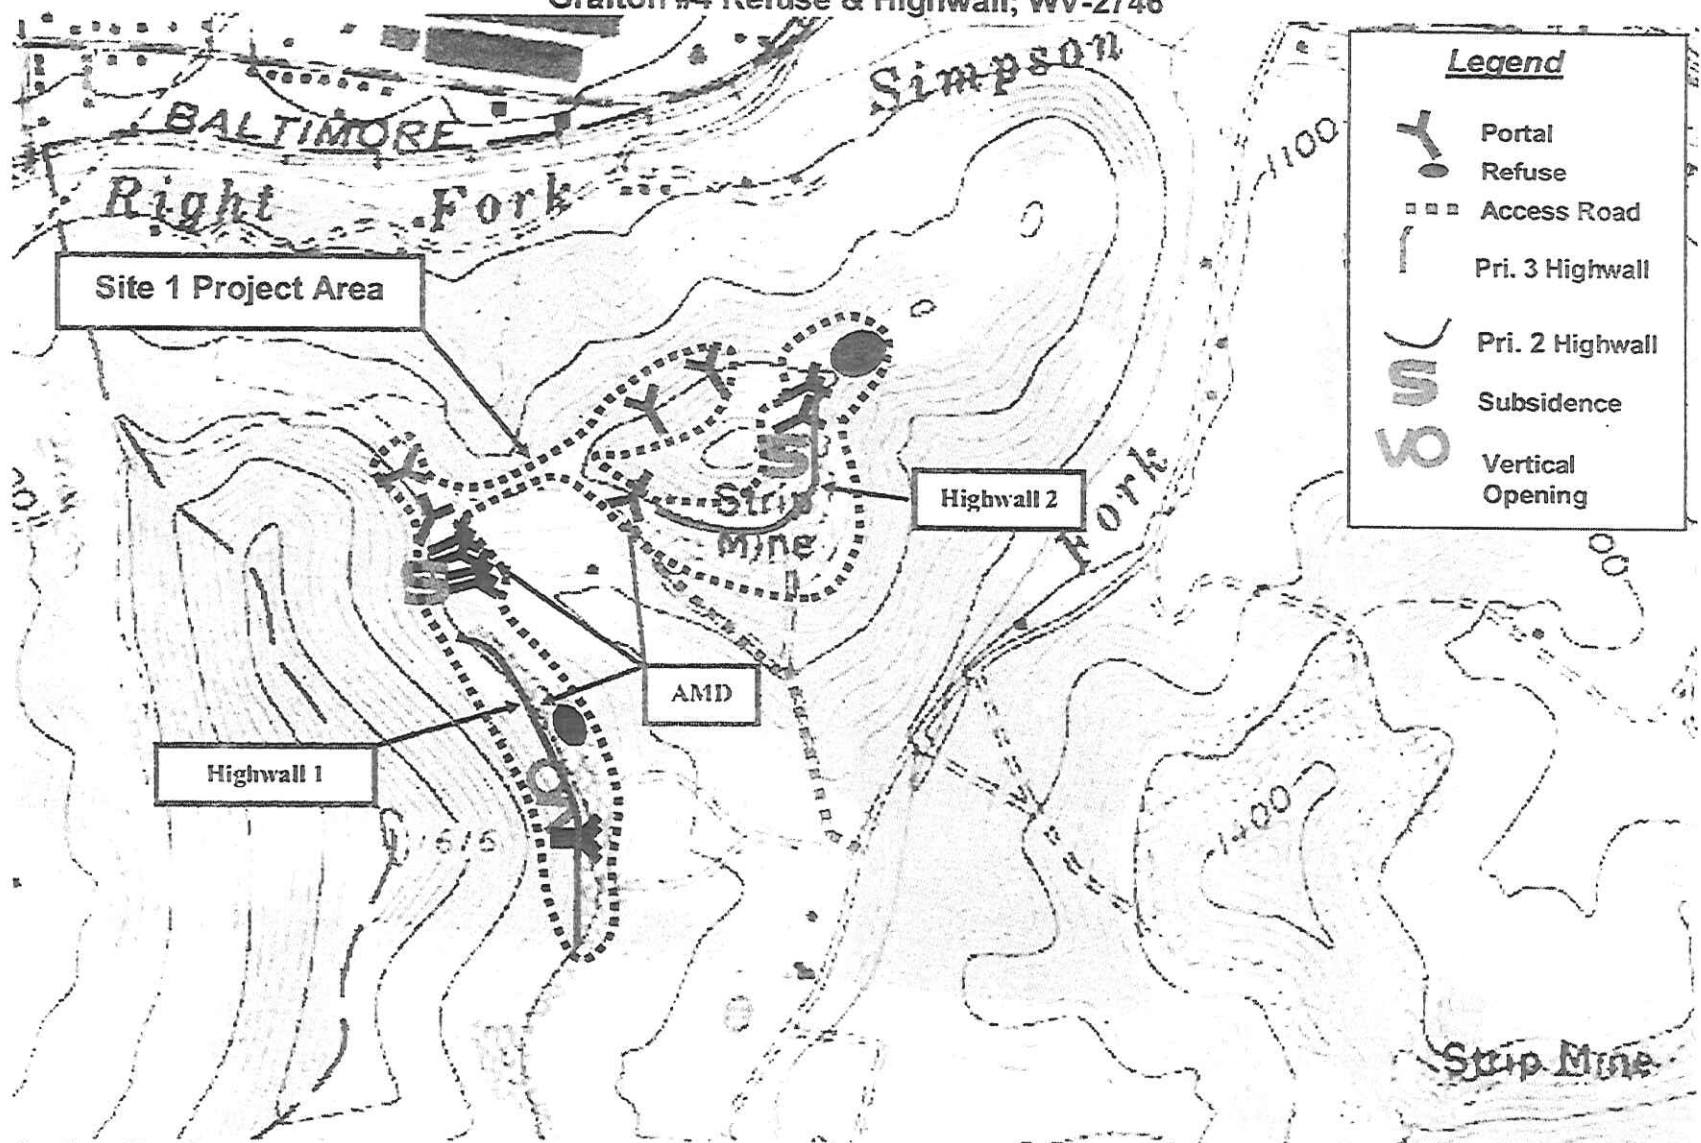 Grafton #4 Refuse & Highwall; WV-2746
Simpson
BALTIMORE
Right Fork
1100
Legend
Portal
Refuse
Access Road
Pri. 3 Highwall
Pri. 2 Highwall
S
Subsidence
VO
Vertical
Opening
Site 1 Project Area
S
Strip
Mine
Highwall 2
Fork
S
AMD
Highwall 1
VO
1400
Strip Mine